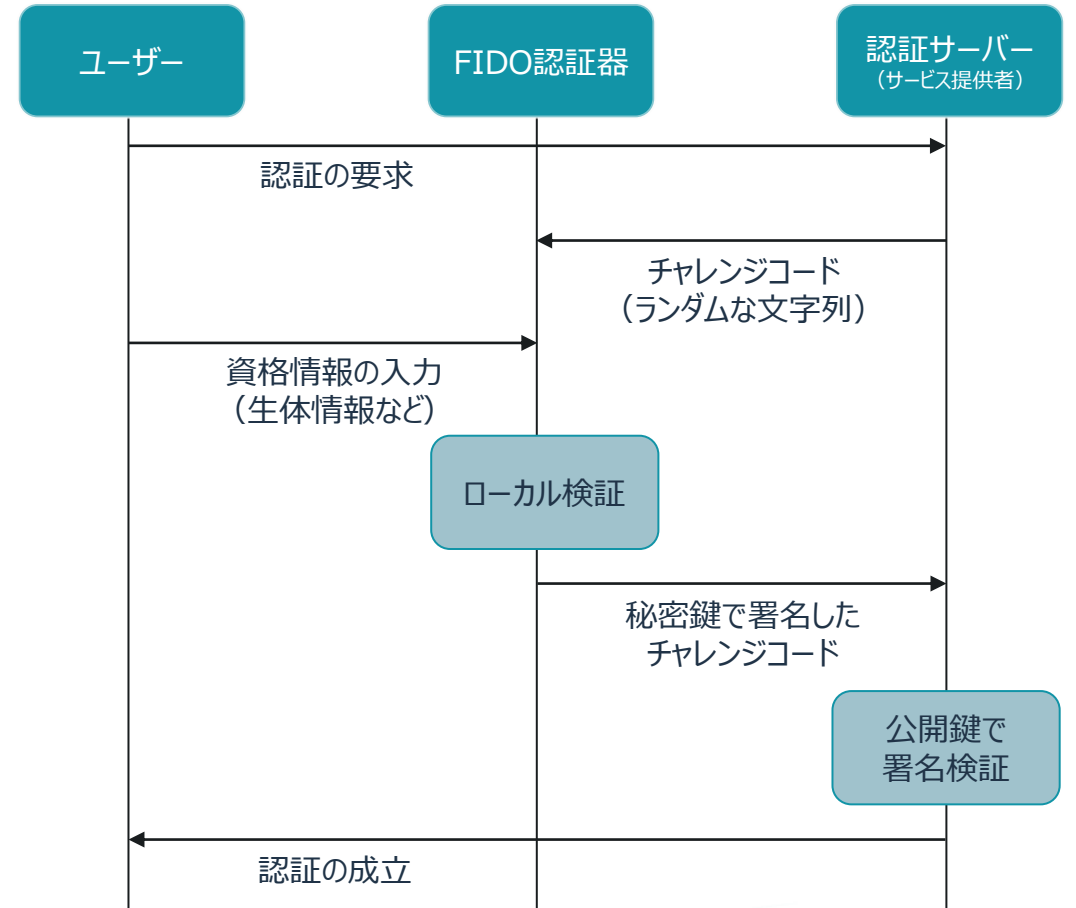 ユーザー
FIDO認証器
認証サーバー
（サービス提供者）
認証の要求
チャレンジコード
（ランダムな文字列）
資格情報の入力
（生体情報など）
ローカル検証
秘密鍵で署名した
チャレンジコード
公開鍵で
署名検証
認証の成立